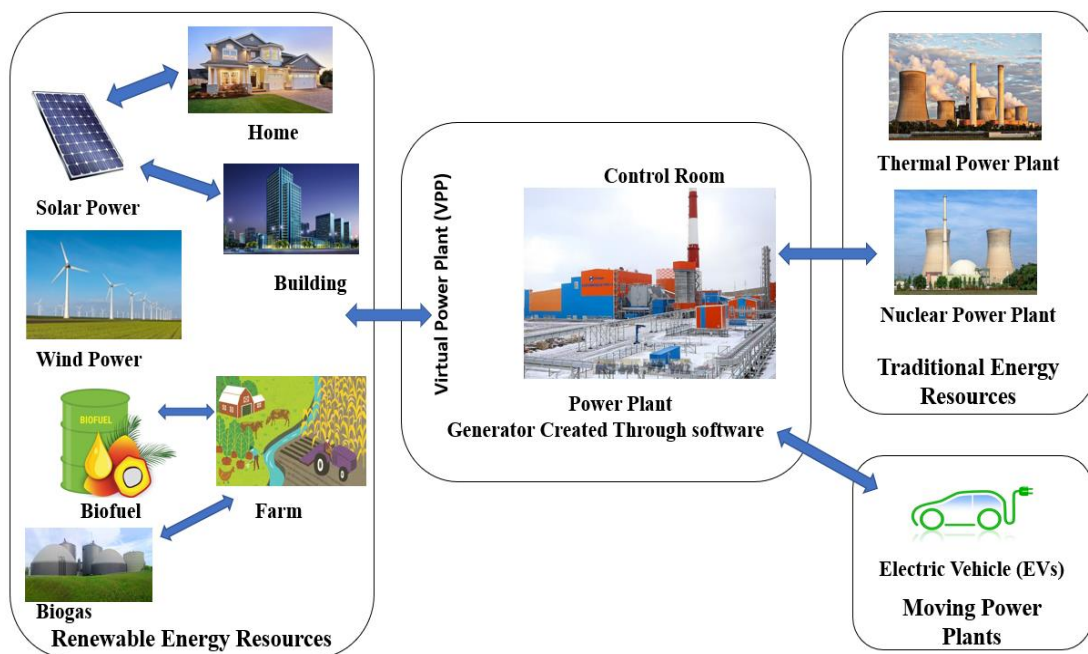 Home
Solar Power
Building
Wind Power
BIOFUEL
Biofuel
Farm
Biogas
Renewable Energy Resources
Virtual Power Plant (VPP)
Control Room
Power Plant
Generator Created Through software
Thermal Power Plant
Nuclear Power Plant
Traditional Energy
Resources
Electric Vehicle (EVs)
Moving Power
Plants